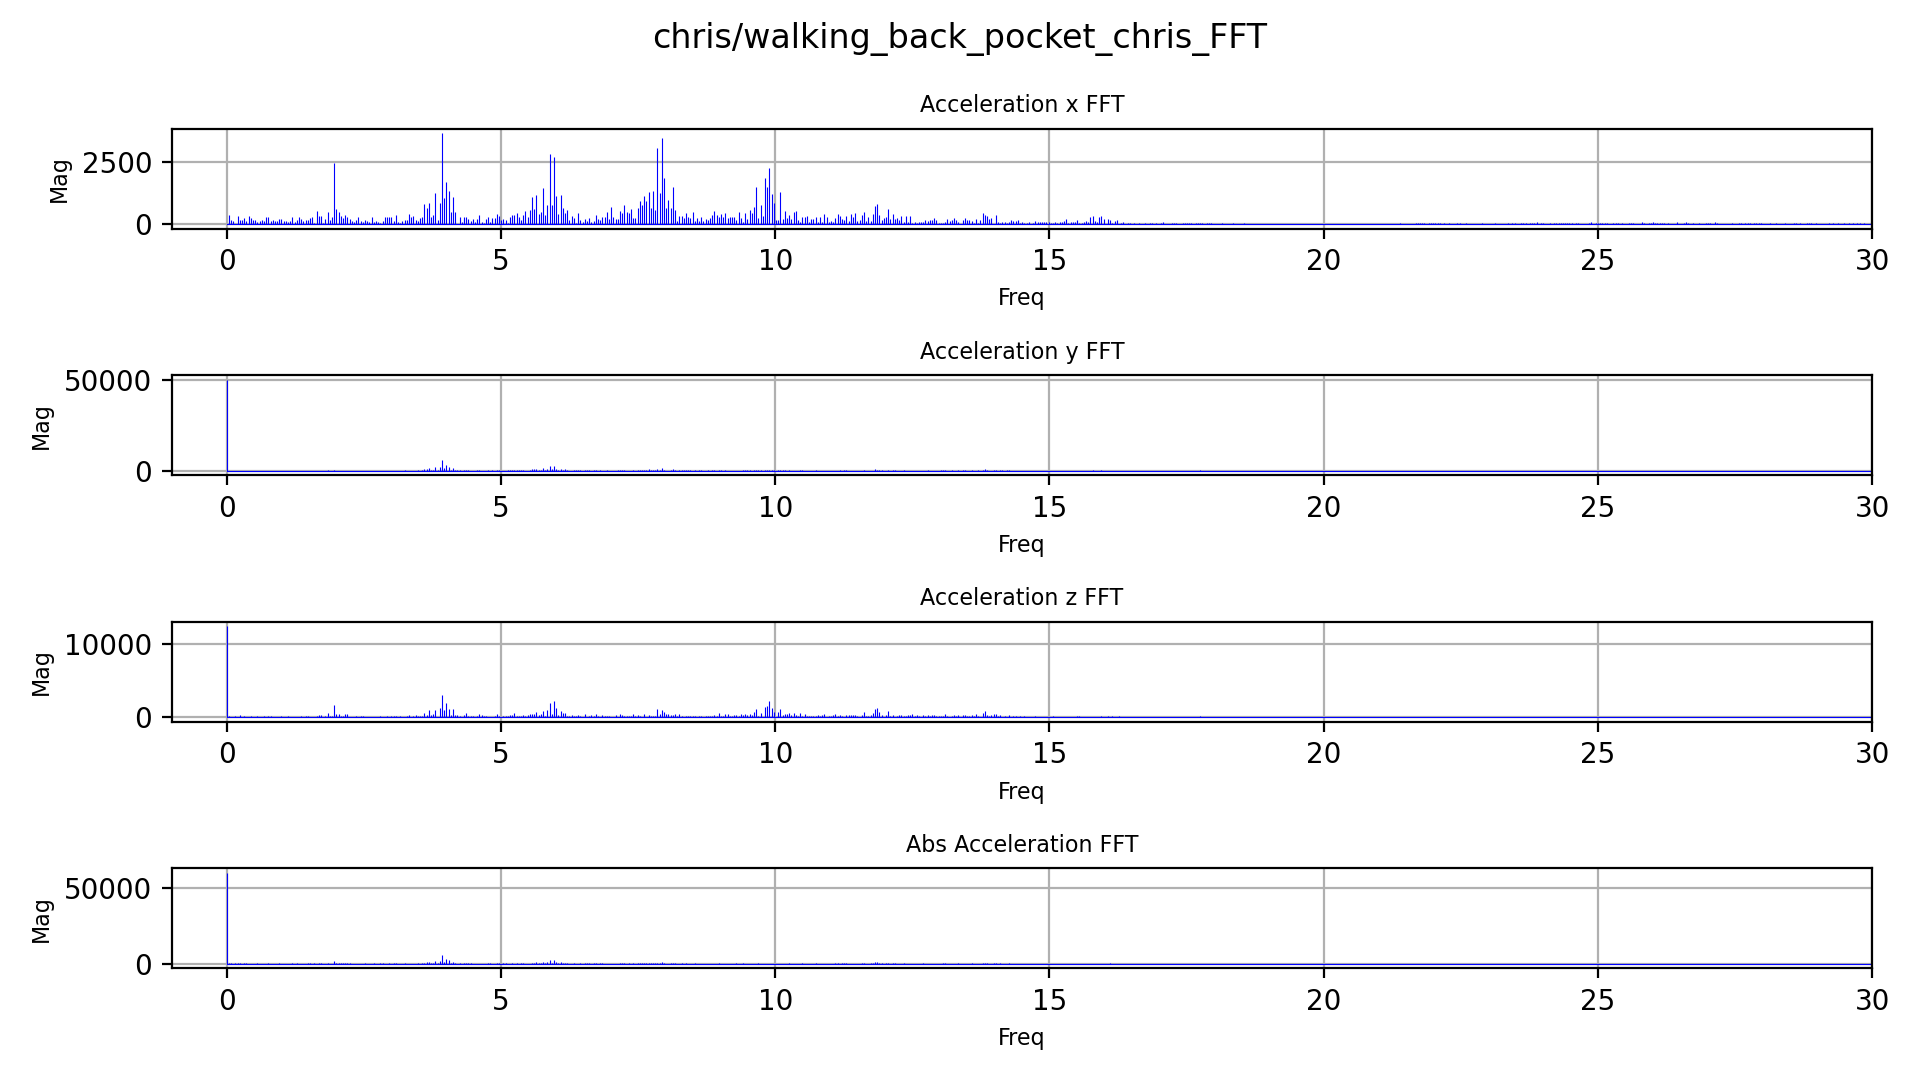 chris/walking_back_pocket_chris_FFT
Acceleration x FFT
Mag
2500
0
0 5 10 15 20 25 30
Freq
Acceleration y FFT
Mag
50000
0
0 5 10 15 20 25 30
Freq
Acceleration z FFT
Mag
10000
0
0 5 10 15 20 25 30
Freq
Abs Acceleration FFT
Mag
50000
0
0 5 10 15 20 25 30
Freq